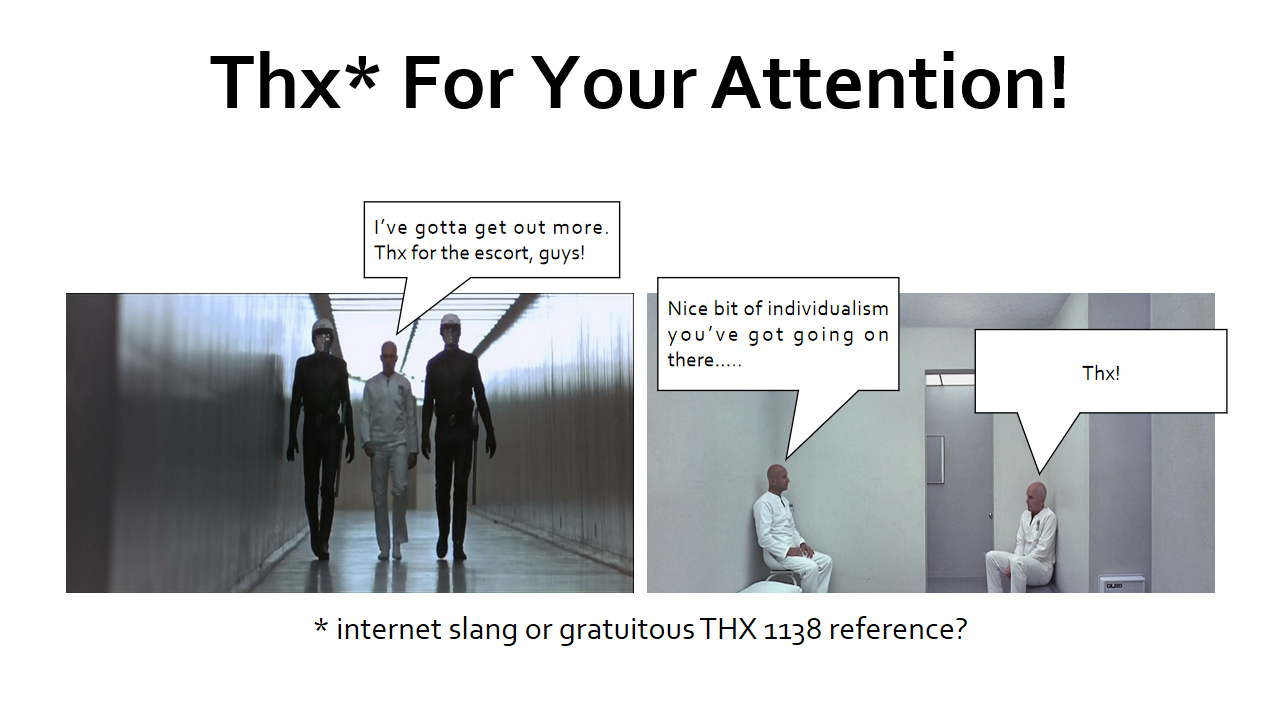 Thx* For Your Attention!
I've gotta get out more.
Thx for the escort, guys!
Nice bit of individualism
you've got going on
there.....
Thx!
* internet slang or gratuitous THX 1138 reference?